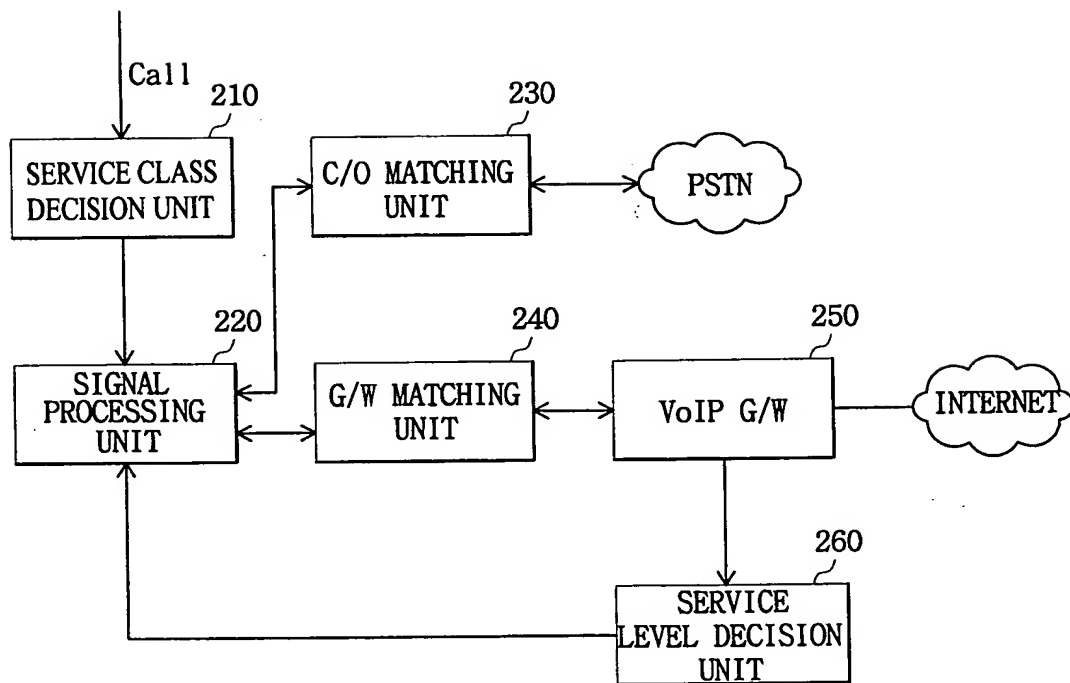 Call
210
SERVICE CLASS
DECISION UNIT
230
C/O MATCHING
UNIT
PSTN
220
SIGNAL
PROCESSING
UNIT
240
G/W MATCHING
UNIT
250
VoIP G/W
INTERNET
260
SERVICE
LEVEL DECISION
UNIT